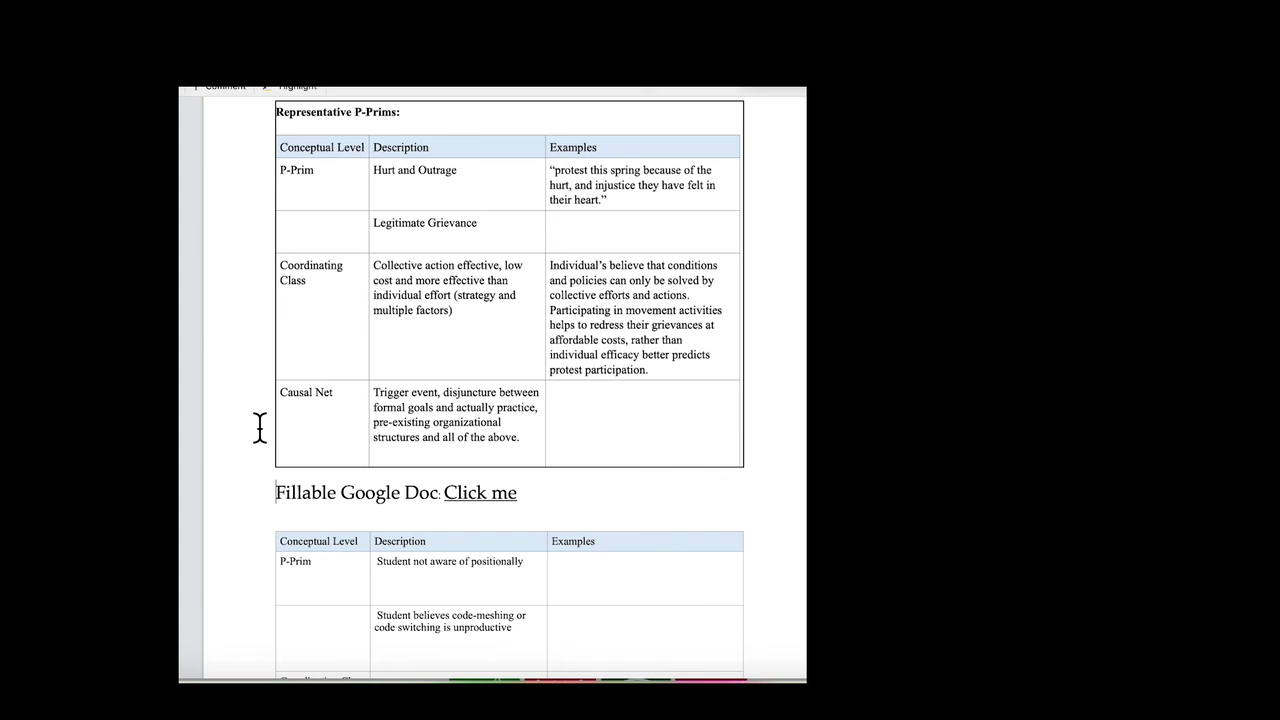 Comment Highlight
Representative P-Prims:
Conceptual Level Description Examples
P-Prim Hurt and Outrage “protest this spring because of the
hurt, and injustice they have felt in
their heart.”
Legitimate Grievance
Coordinating Collective action effective, low Individual’s believe that conditions
Class cost and more effective than and policies can only be solved by
individual effort (strategy and collective efforts and actions.
multiple factors) Participating in movement activities
helps to redress their grievances at
affordable costs, rather than
individual efficacy better predicts
protest participation.
Causal Net Trigger event, disjuncture between
formal goals and actually practice,
pre-existing organizational
structures and all of the above.
Fillable Google Doc: Click me
Conceptual Level Description Examples
P-Prim Student not aware of positionally
Student believes code-meshing or
code switching is unproductive